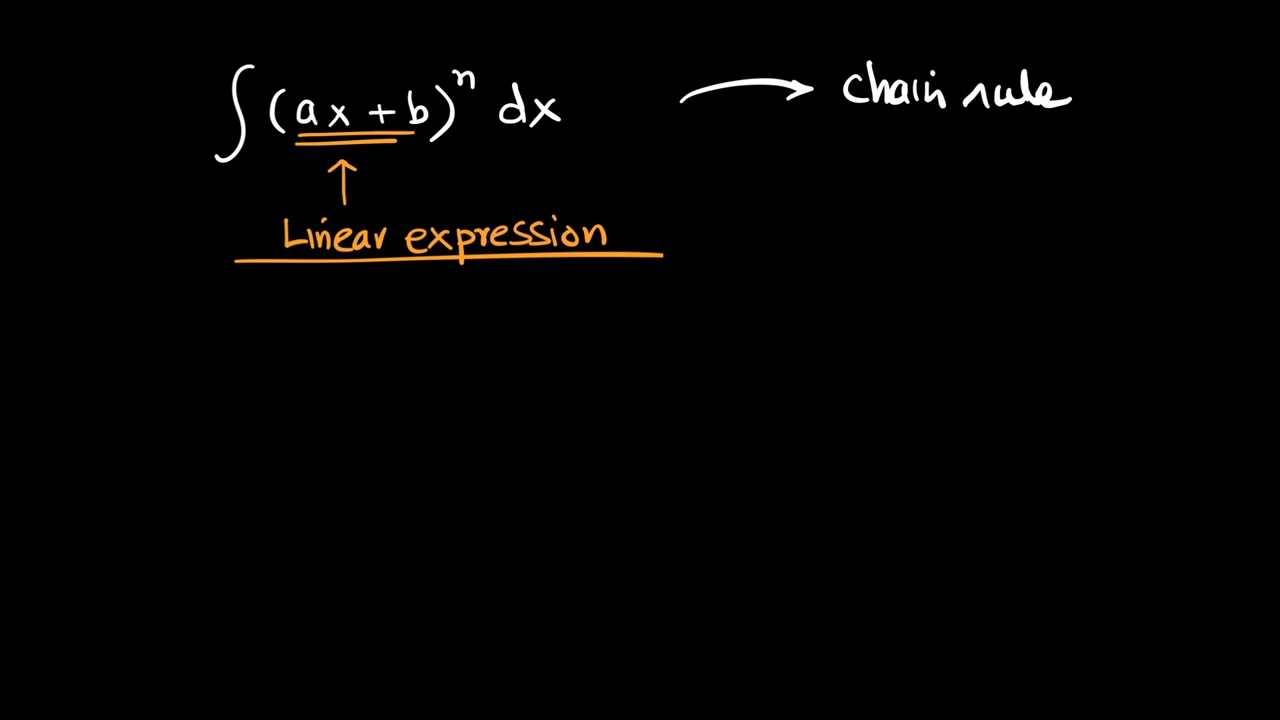 ∫(ax + b)ⁿ dx → chain rule
↑
Linear expression